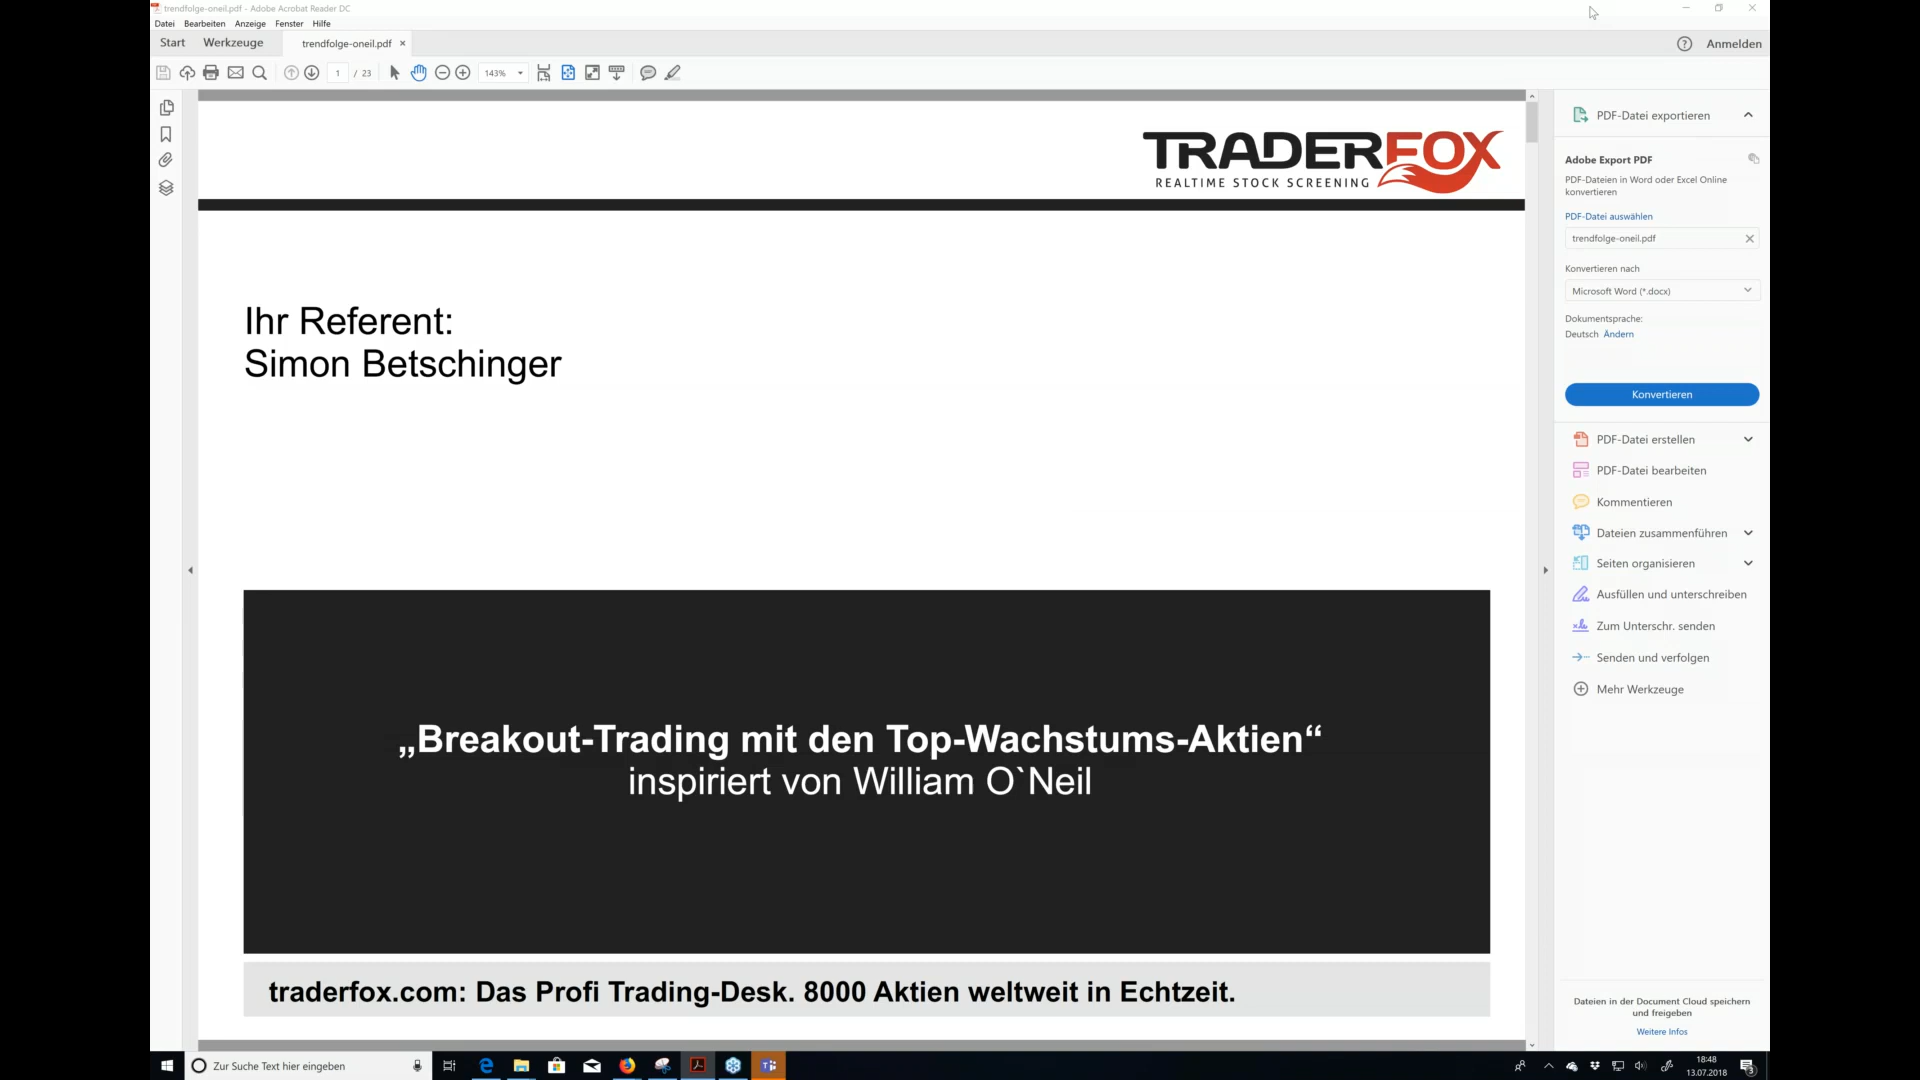 trendfolge-oneil.pdf - Adobe Acrobat Reader DC
Datei Bearbeiten Anzeige Fenster Hilfe
Start Werkzeuge trendfolge-oneil.pdf × Anmelden
1 / 23 143%
TRADERFOX
REALTIME STOCK SCREENING
Ihr Referent:
Simon Betschinger
„Breakout-Trading mit den Top-Wachstums-Aktien“
inspiriert von William O`Neil
traderfox.com: Das Profi Trading-Desk. 8000 Aktien weltweit in Echtzeit.
PDF-Datei exportieren
Adobe Export PDF
PDF-Dateien in Word oder Excel Online
konvertieren
PDF-Datei auswählen
trendfolge-oneil.pdf
Konvertieren nach
Microsoft Word (*.docx)
Dokumentsprache:
Deutsch Ändern
Konvertieren
PDF-Datei erstellen
PDF-Datei bearbeiten
Kommentieren
Dateien zusammenführen
Seiten organisieren
Ausfüllen und unterschreiben
Zum Unterschr. senden
Senden und verfolgen
Mehr Werkzeuge
Dateien in der Document Cloud speichern
und freigeben
Weitere Infos
Zur Suche Text hier eingeben
18:48
13.07.2018
3